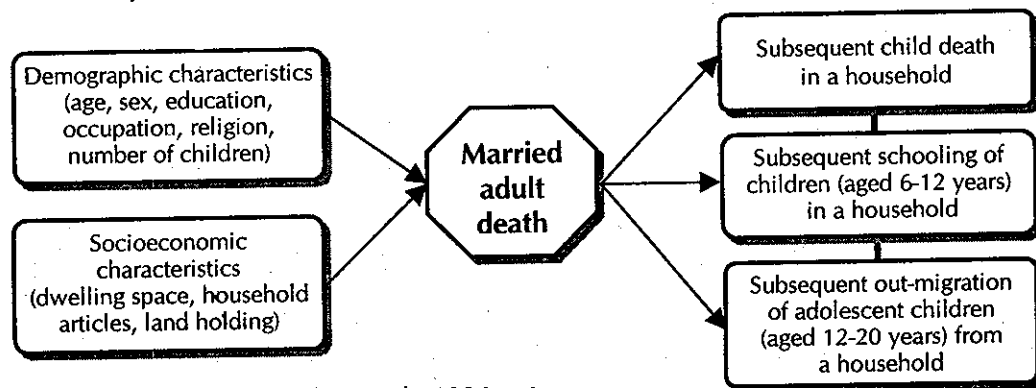 Demographic characteristics
(age, sex, education,
occupation, religion,
number of children)
Socioeconomic
characteristics
(dwelling space, household
articles, land holding)
Married
adult
death
Subsequent child death
in a household
Subsequent schooling of
children (aged 6-12 years)
in a household
Subsequent out-migration
of adolescent children
(aged 12-20 years) from
a household